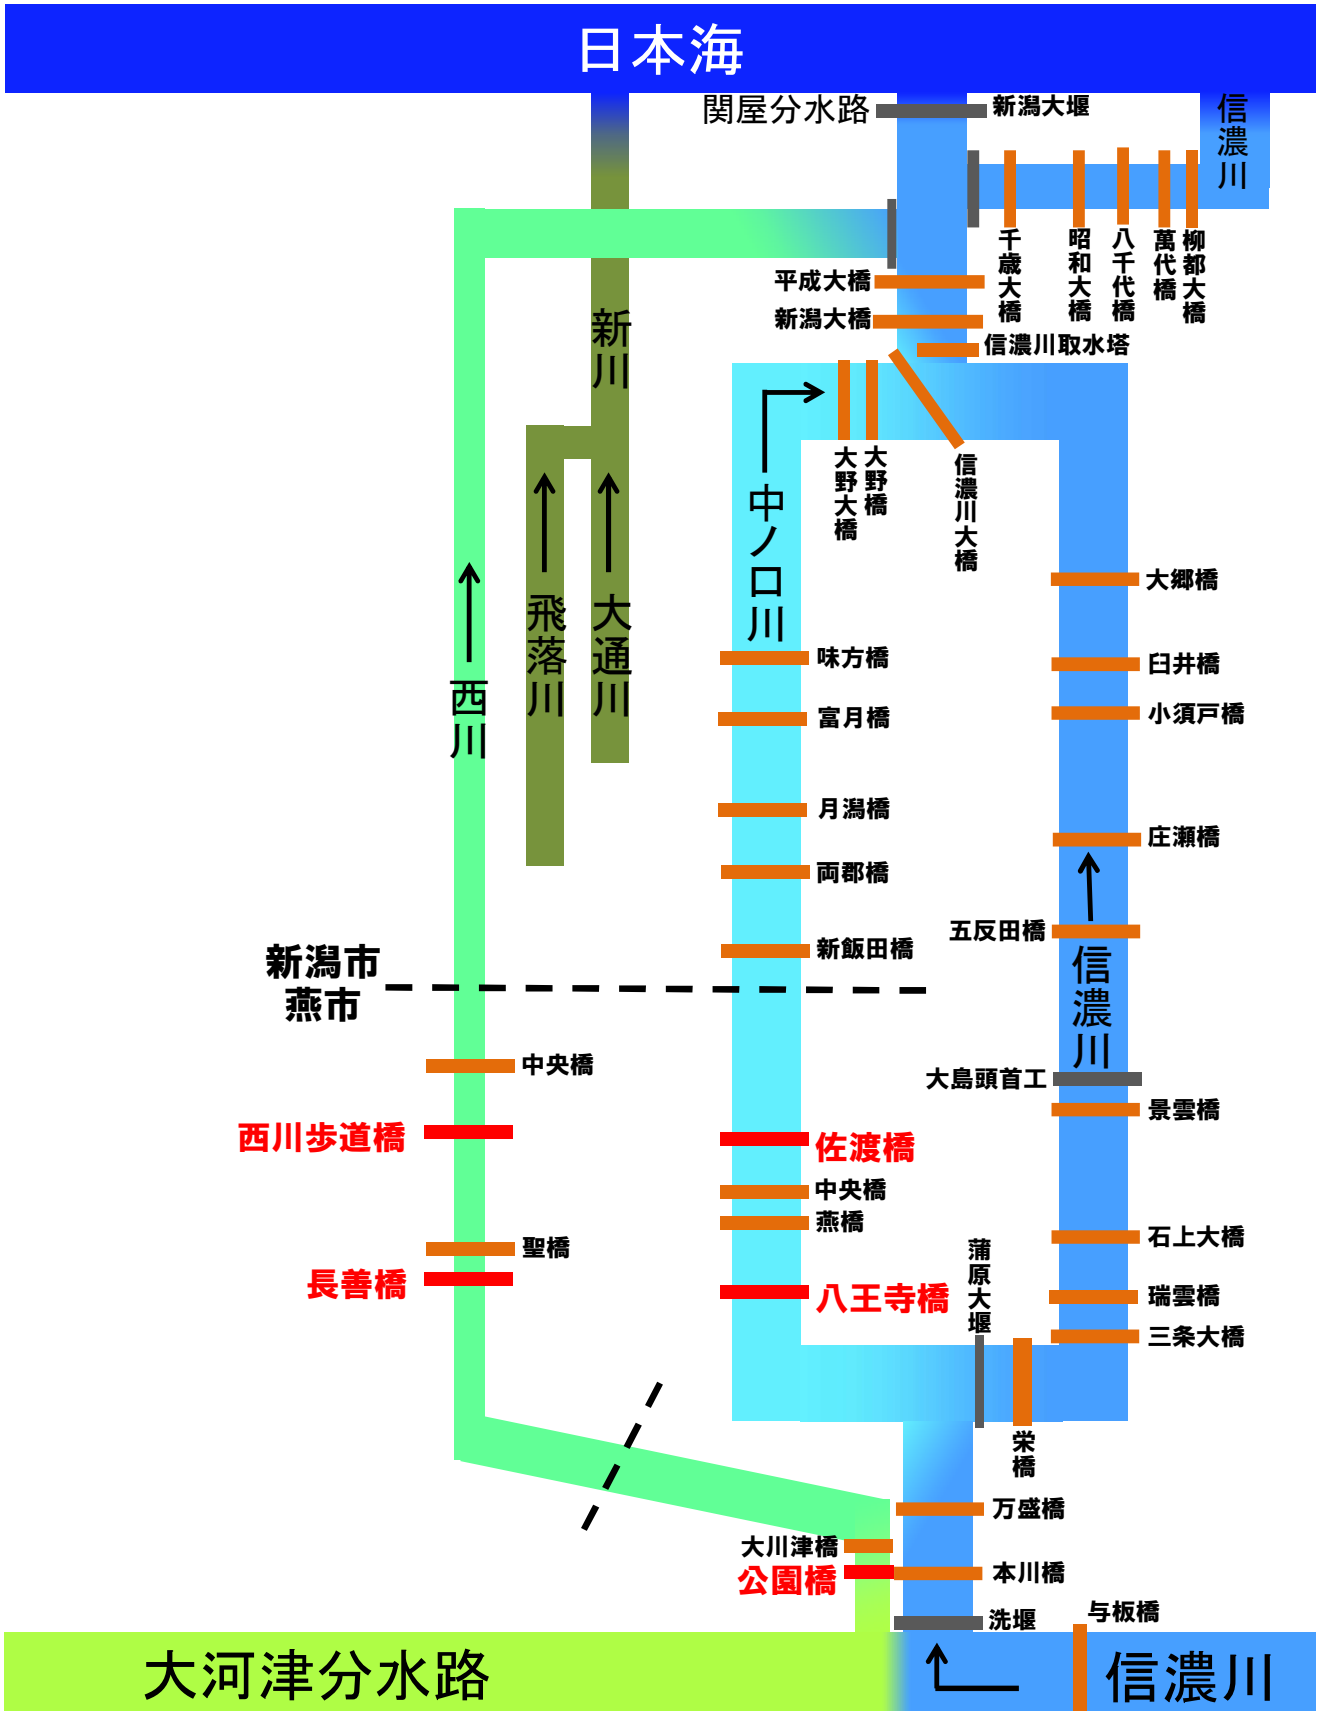 日本海
関屋分水路
新潟大堰
信濃川
千歳大橋
昭和大橋
八千代橋
萬代橋
柳都大橋
平成大橋
新潟大橋
信濃川取水塔
新川
大野大橋
大野橋
信濃川大橋
中ノ口川
大郷橋
飛落川
大通川
味方橋
臼井橋
西川
富月橋
小須戸橋
月潟橋
庄瀬橋
両郡橋
五反田橋
新飯田橋
信濃川
新潟市
燕市
中央橋
大島頭首工
景雲橋
西川歩道橋
佐渡橋
中央橋
燕橋
聖橋
石上大橋
蒲原大堰
長善橋
八王寺橋
瑞雲橋
三条大橋
栄橋
万盛橋
大川津橋
公園橋
本川橋
洗堰
与板橋
大河津分水路
信濃川